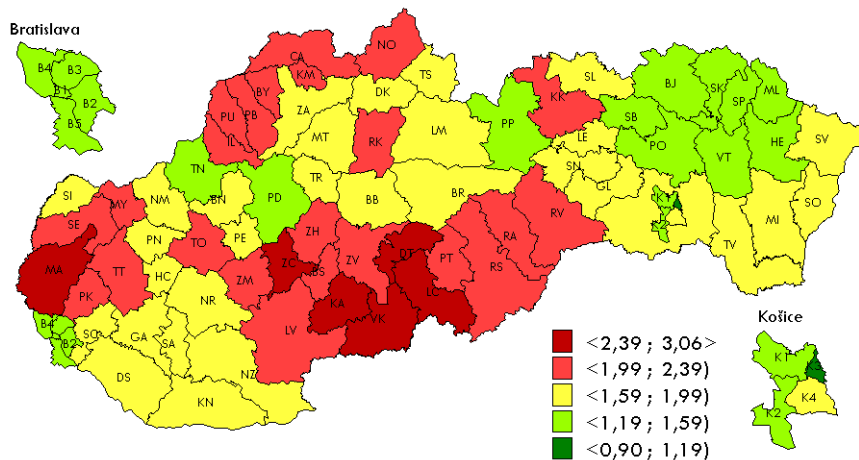 Bratislava
B4
B3
B1
B2
B5
CA
NO
KM
BY
PU
PB
IL
ZA
DK
TS
MT
RK
LM
PP
KK
SL
LE
SB
BJ
SK
SP
ML
PO
VT
HE
SV
SN
GL
TN
BN
PD
TR
BB
BR
SI
MY
NM
SE
PN
TO
PE
ZH
ZC
BS
ZV
DT
PT
RA
RV
RS
K1
K2
TV
MI
SO
MA
PK
TT
HC
ZM
NR
KA
VK
LC
LV
B4
B2
SC
GA
SA
DS
NZ
KN
Košice
K1
K4
K2
<2,39 ; 3,06>
<1,99 ; 2,39)
<1,59 ; 1,99)
<1,19 ; 1,59)
<0,90 ; 1,19)